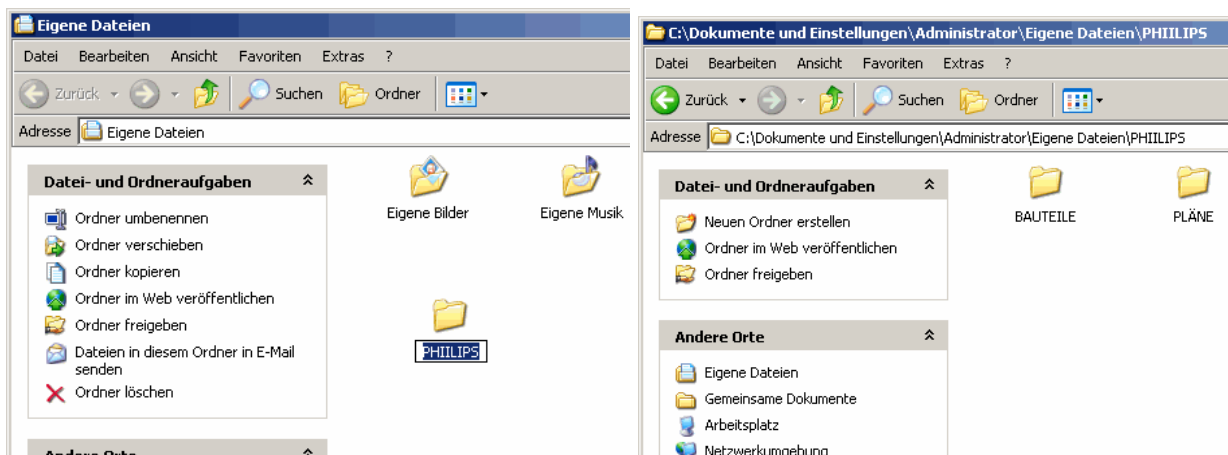 Eigene Dateien
Datei Bearbeiten Ansicht Favoriten Extras ?
Zurück Suchen Ordner
Adresse Eigene Dateien
Datei- und Ordneraufgaben
Ordner umbenennen
Ordner verschieben
Ordner kopieren
Ordner im Web veröffentlichen
Ordner freigeben
Dateien in diesem Ordner in E-Mail
senden
Ordner löschen
Andere Orte
Eigene Bilder Eigene Musik
PHIILIPS
C:\Dokumente und Einstellungen\Administrator\Eigene Dateien\PHIILIPS
Datei Bearbeiten Ansicht Favoriten Extras ?
Zurück Suchen Ordner
Adresse C:\Dokumente und Einstellungen\Administrator\Eigene Dateien\PHIILIPS
Datei- und Ordneraufgaben
Neuen Ordner erstellen
Ordner im Web veröffentlichen
Ordner freigeben
Andere Orte
Eigene Dateien
Gemeinsame Dokumente
Arbeitsplatz
Netzwerkumgebung
BAUTEILE PLÄNE